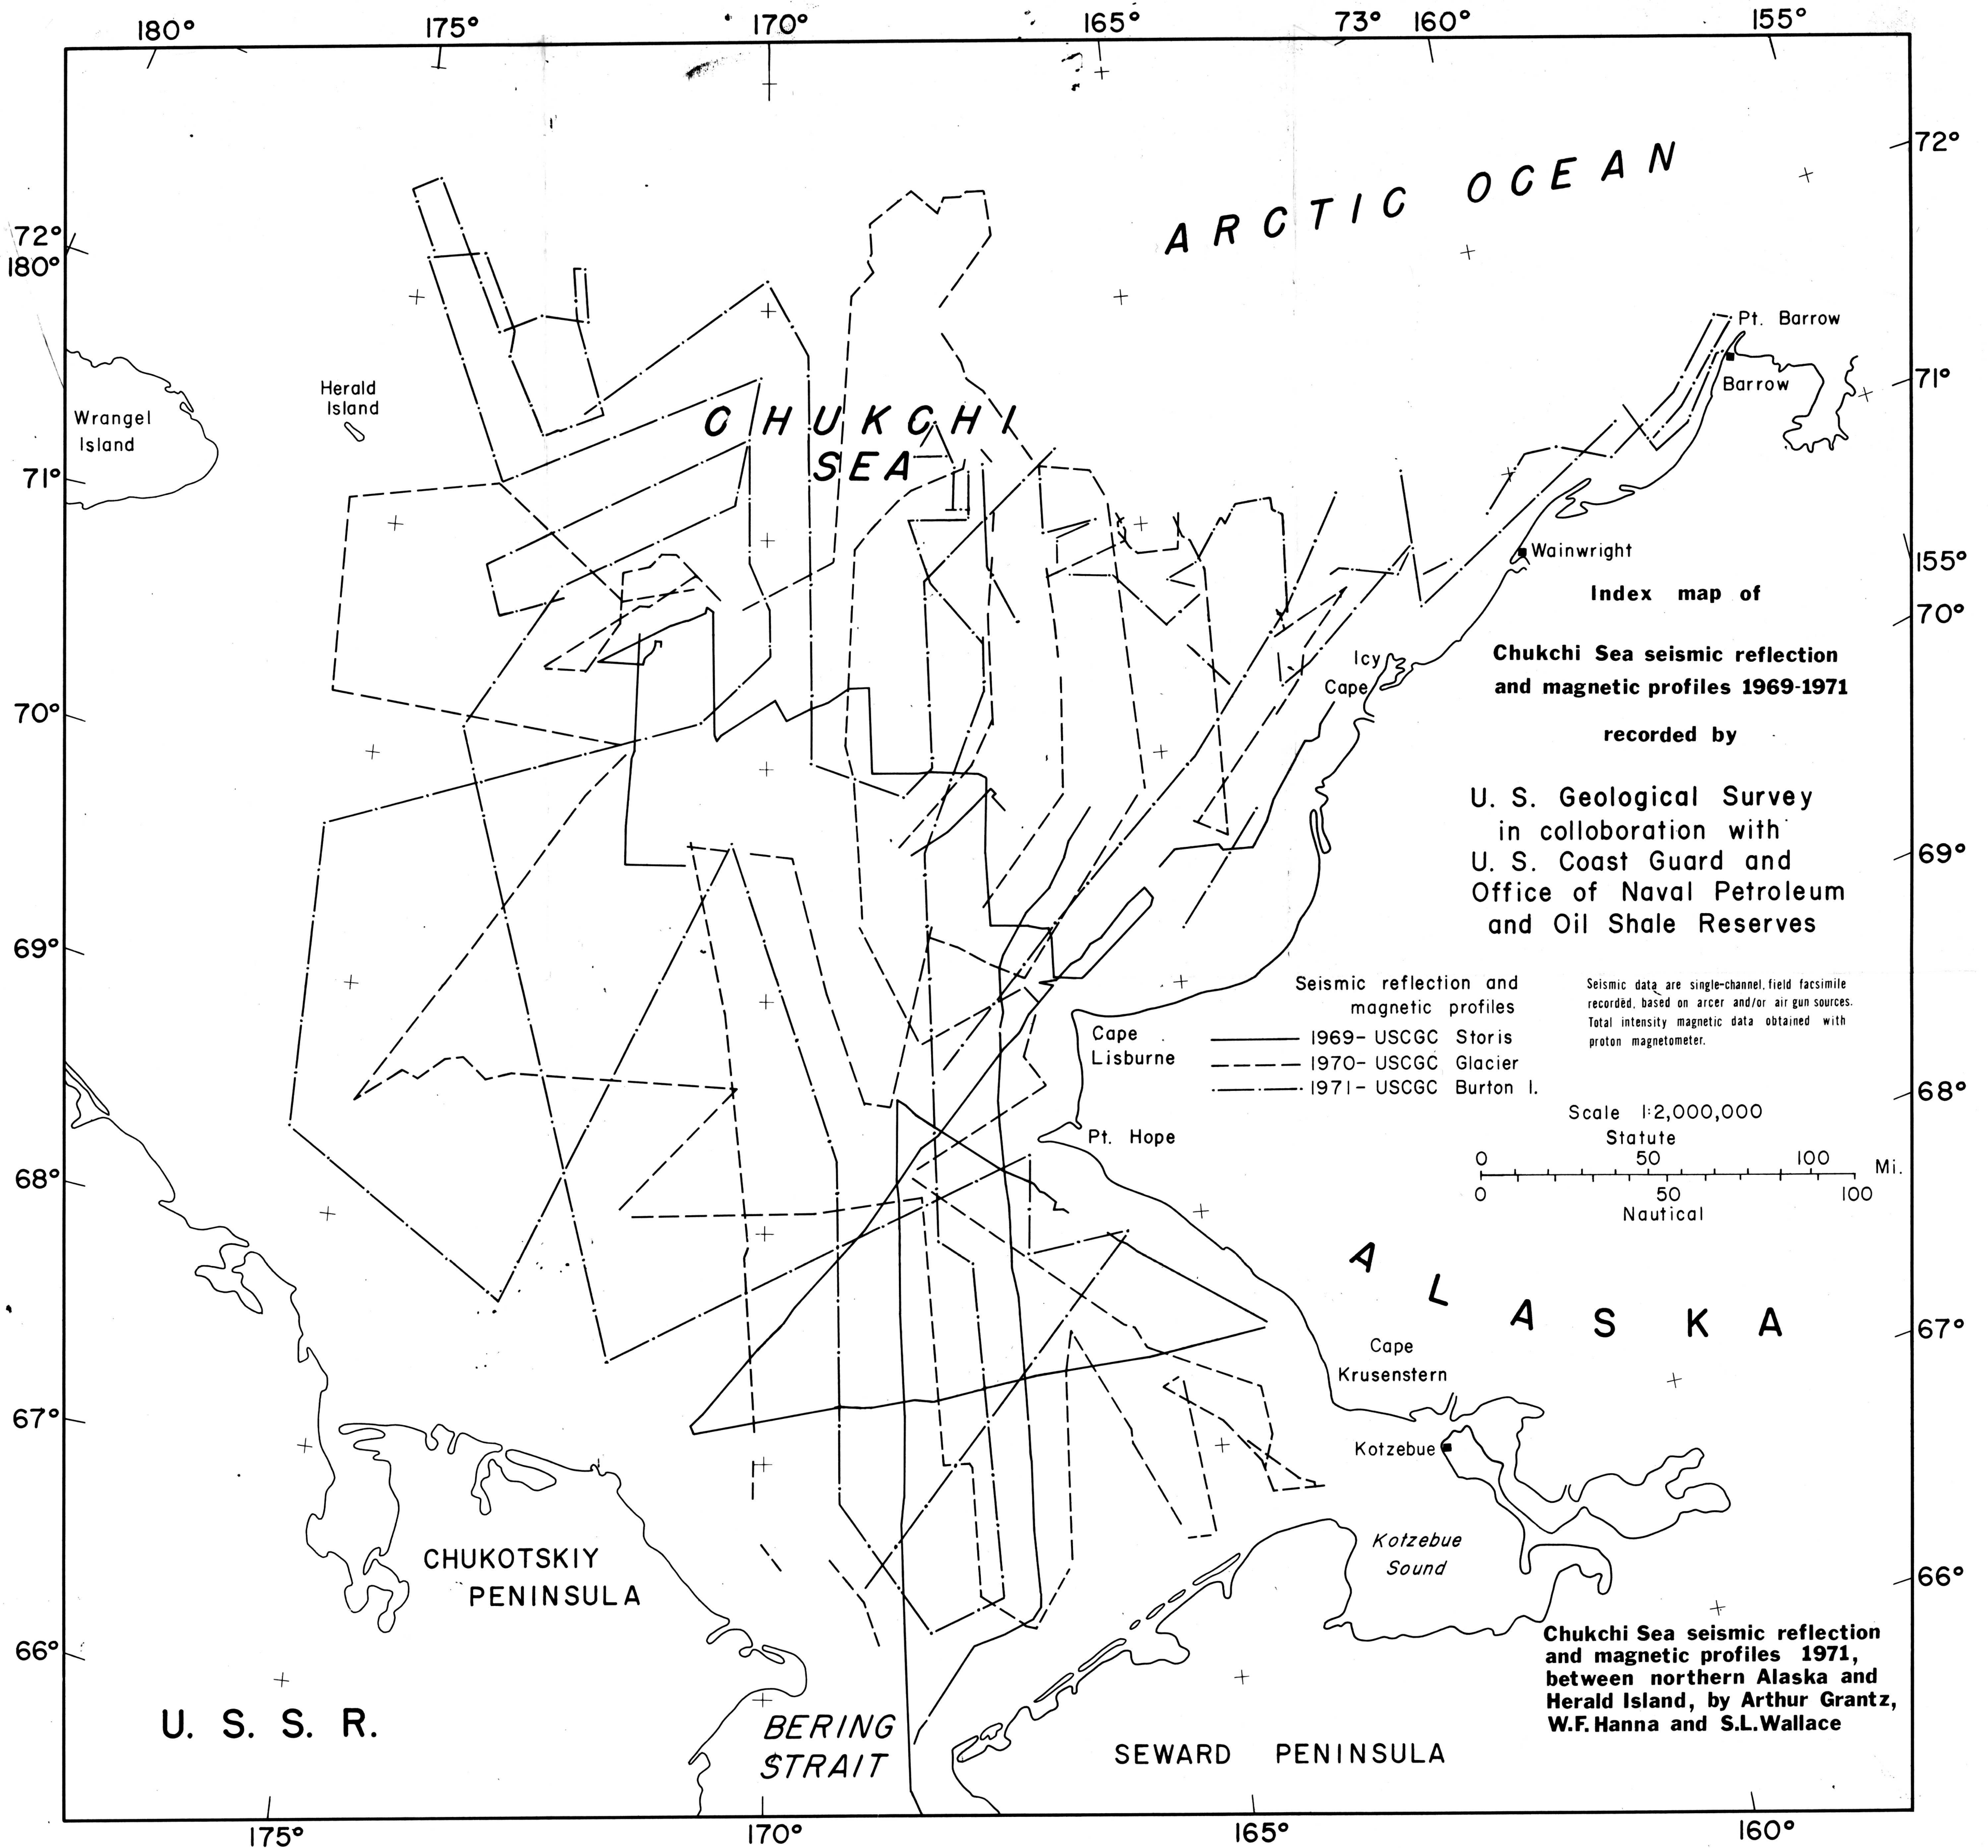 180° 175° 170° 165° 73° 160° 155°
ARCTIC OCEAN
72°
72°
180°
Pt. Barrow
Barrow
71°
Herald
Island
Wrangel
Island
CHUKCHI
SEA
71°
Wainwright
155°
Index map of
70°
Chukchi Sea seismic reflection
and magnetic profiles 1969-1971
recorded by
Icy
Cape
70°
U. S. Geological Survey
in colloboration with
U. S. Coast Guard and
Office of Naval Petroleum
and Oil Shale Reserves
69°
69°
Seismic reflection and
magnetic profiles
1969- USCGC Storis
1970- USCGC Glacier
1971- USCGC Burton I.
Seismic data are single-channel, field facsimile
recorded, based on arcer and/or air gun sources.
Total intensity magnetic data obtained with
proton magnetometer.
Cape
Lisburne
68°
Scale 1:2,000,000
Statute
0 50 100 Mi.
0 50 100
Nautical
Pt. Hope
68°
ALASKA
67°
Cape
Krusenstern
67°
Kotzebue
Kotzebue
Sound
CHUKOTSKIY
PENINSULA
66°
66°
Chukchi Sea seismic reflection
and magnetic profiles 1971,
between northern Alaska and
Herald Island, by Arthur Grantz,
W.F. Hanna and S.L. Wallace
U. S. S. R.
BERING
STRAIT
SEWARD PENINSULA
175° 170° 165° 160°